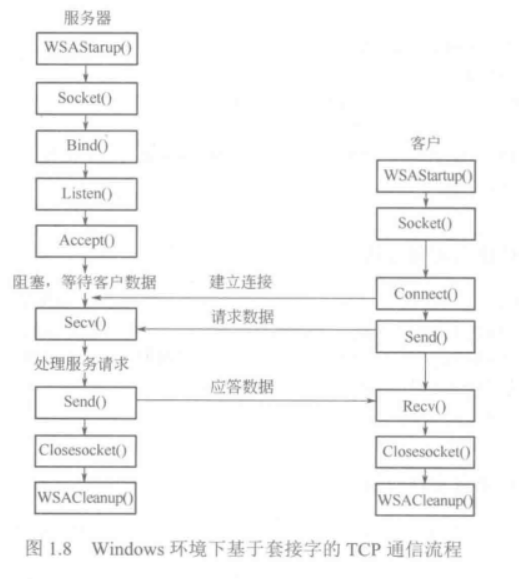 服务器
WSAStarup()
Socket()
Bind()
Listen()
Accept()
阻塞，等待客户数据
Secv()
处理服务请求
Send()
Closesocket()
WSACleanup()
建立连接
请求数据
应答数据
客户
WSAStartup()
Socket()
Connect()
Send()
Recv()
Closesocket()
WSACleanup()
图 1.8 Windows 环境下基于套接字的 TCP 通信流程